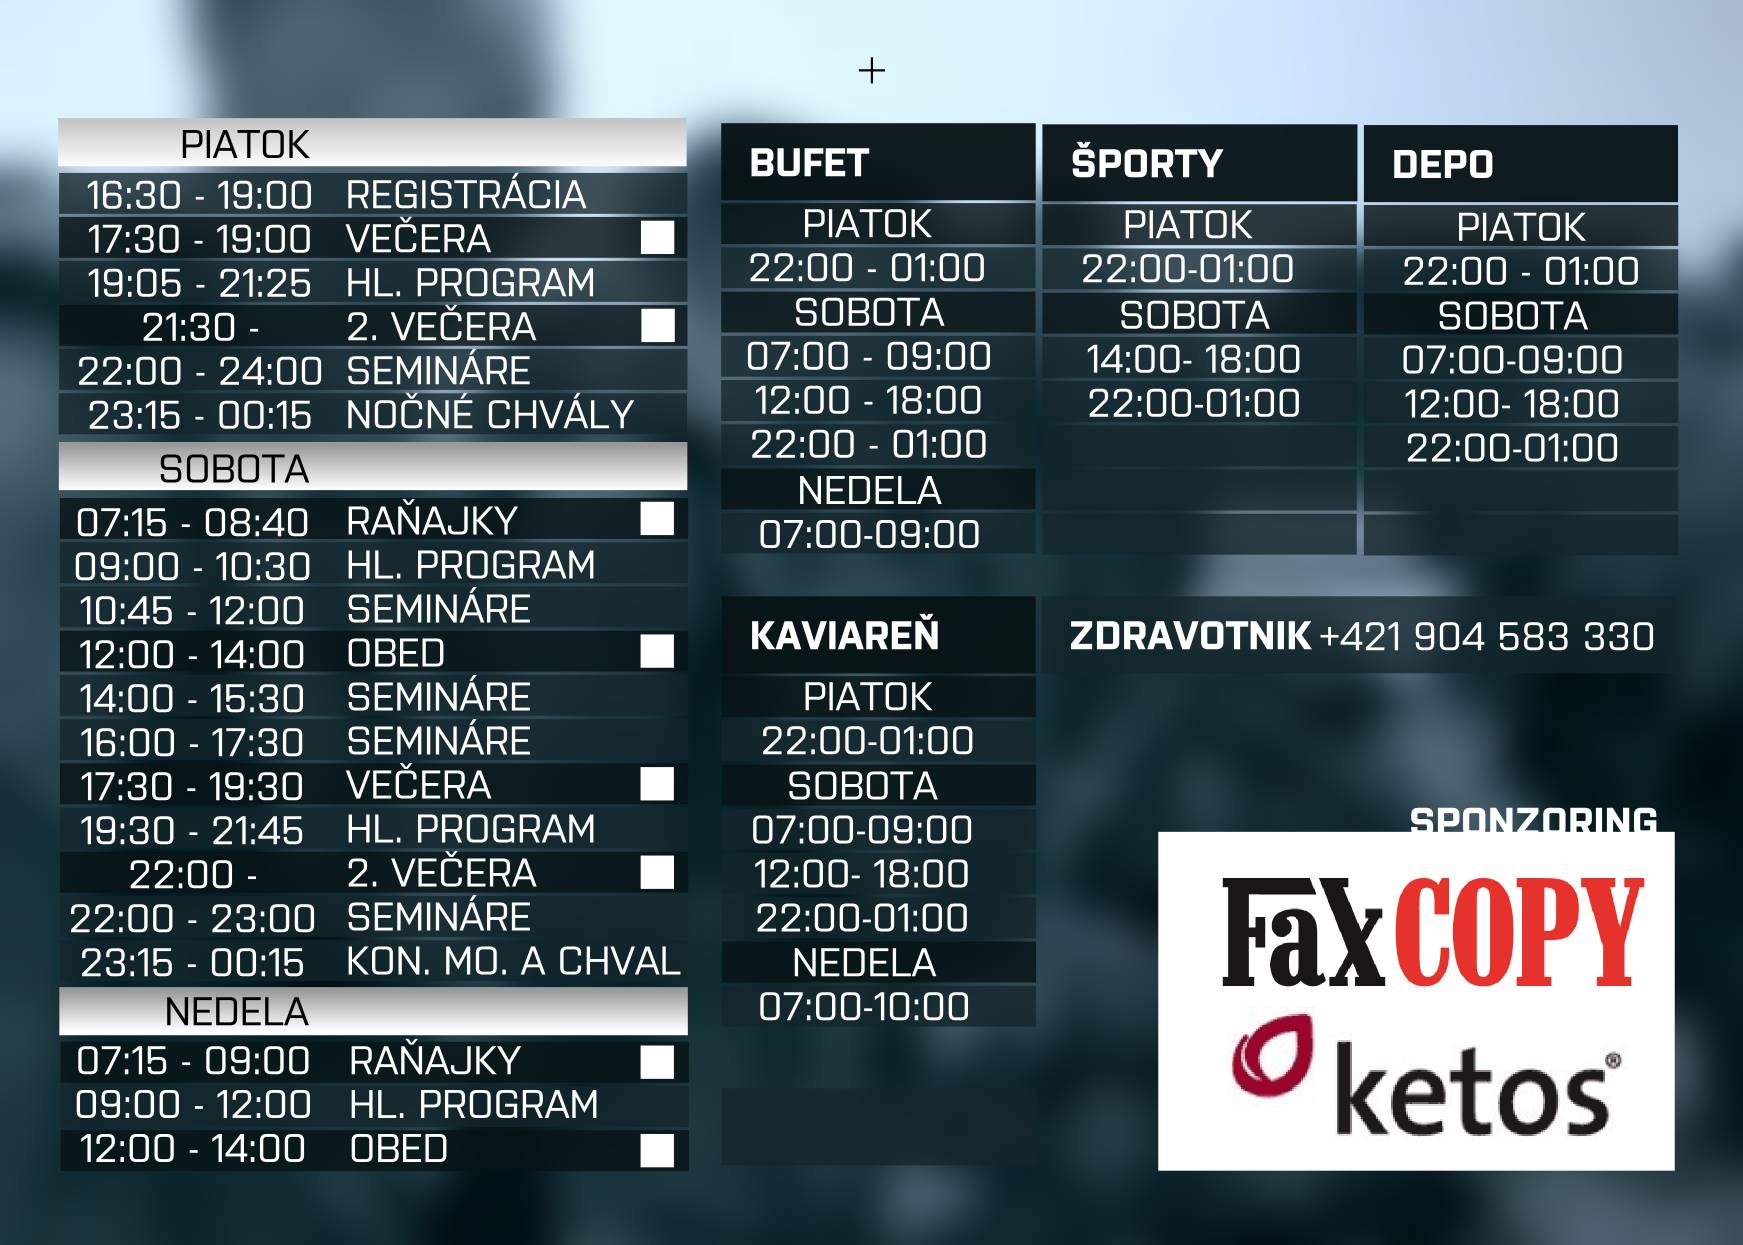 PIATOK
16:30 - 19:00 REGISTRÁCIA
17:30 - 19:00 VEČERA
19:05 - 21:25 HL. PROGRAM
21:30 - 2. VEČERA
22:00 - 24:00 SEMINÁRE
23:15 - 00:15 NOČNÉ CHVÁLY
SOBOTA
07:15 - 08:40 RAŇAJKY
09:00 - 10:30 HL. PROGRAM
10:45 - 12:00 SEMINÁRE
12:00 - 14:00 OBED
14:00 - 15:30 SEMINÁRE
16:00 - 17:30 SEMINÁRE
17:30 - 19:30 VEČERA
19:30 - 21:45 HL. PROGRAM
22:00 - 2. VEČERA
22:00 - 23:00 SEMINÁRE
23:15 - 00:15 KON. MO. A CHVAL
NEDELA
07:15 - 09:00 RAŇAJKY
09:00 - 12:00 HL. PROGRAM
12:00 - 14:00 OBED
BUFET
PIATOK
22:00 - 01:00
SOBOTA
07:00 - 09:00
12:00 - 18:00
22:00 - 01:00
NEDELA
07:00-09:00
ŠPORTY
PIATOK
22:00-01:00
SOBOTA
14:00- 18:00
22:00-01:00
DEPO
PIATOK
22:00 - 01:00
SOBOTA
07:00-09:00
12:00- 18:00
22:00-01:00
KAVIAREŇ
PIATOK
22:00-01:00
SOBOTA
07:00-09:00
12:00- 18:00
22:00-01:00
NEDELA
07:00-10:00
ZDRAVOTNIK +421 904 583 330
SPONZORING
FaXCOPY
ketos®